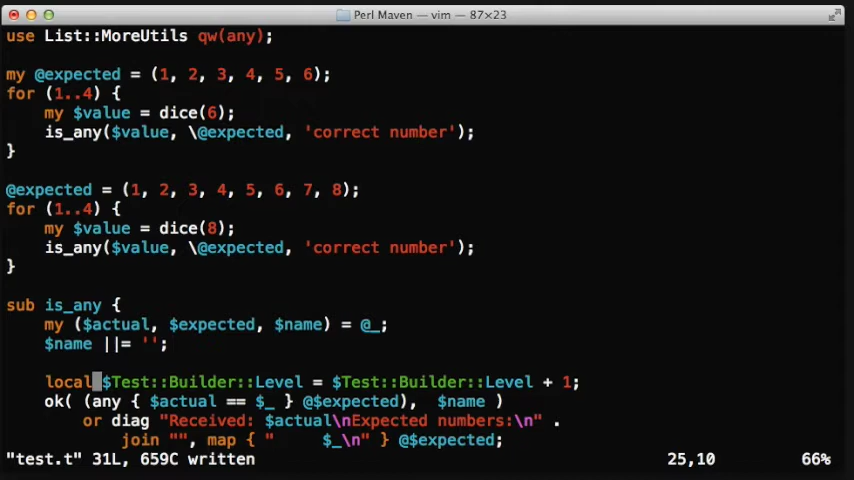 Perl Maven — vim — 87×23
use List::MoreUtils qw(any);
my @expected = (1, 2, 3, 4, 5, 6);
for (1..4) {
    my $value = dice(6);
    is_any($value, \@expected, 'correct number');
}
@expected = (1, 2, 3, 4, 5, 6, 7, 8);
for (1..4) {
    my $value = dice(8);
    is_any($value, \@expected, 'correct number');
}
sub is_any {
    my ($actual, $expected, $name) = @_;
    $name ||= '';
    local $Test::Builder::Level = $Test::Builder::Level + 1;
    ok( (any { $actual == $_ } @$expected),  $name )
        or diag "Received: $actual\nExpected numbers:\n" .
            join "", map { "     $_\n" } @$expected;
"test.t" 31L, 659C written 25,10 66%